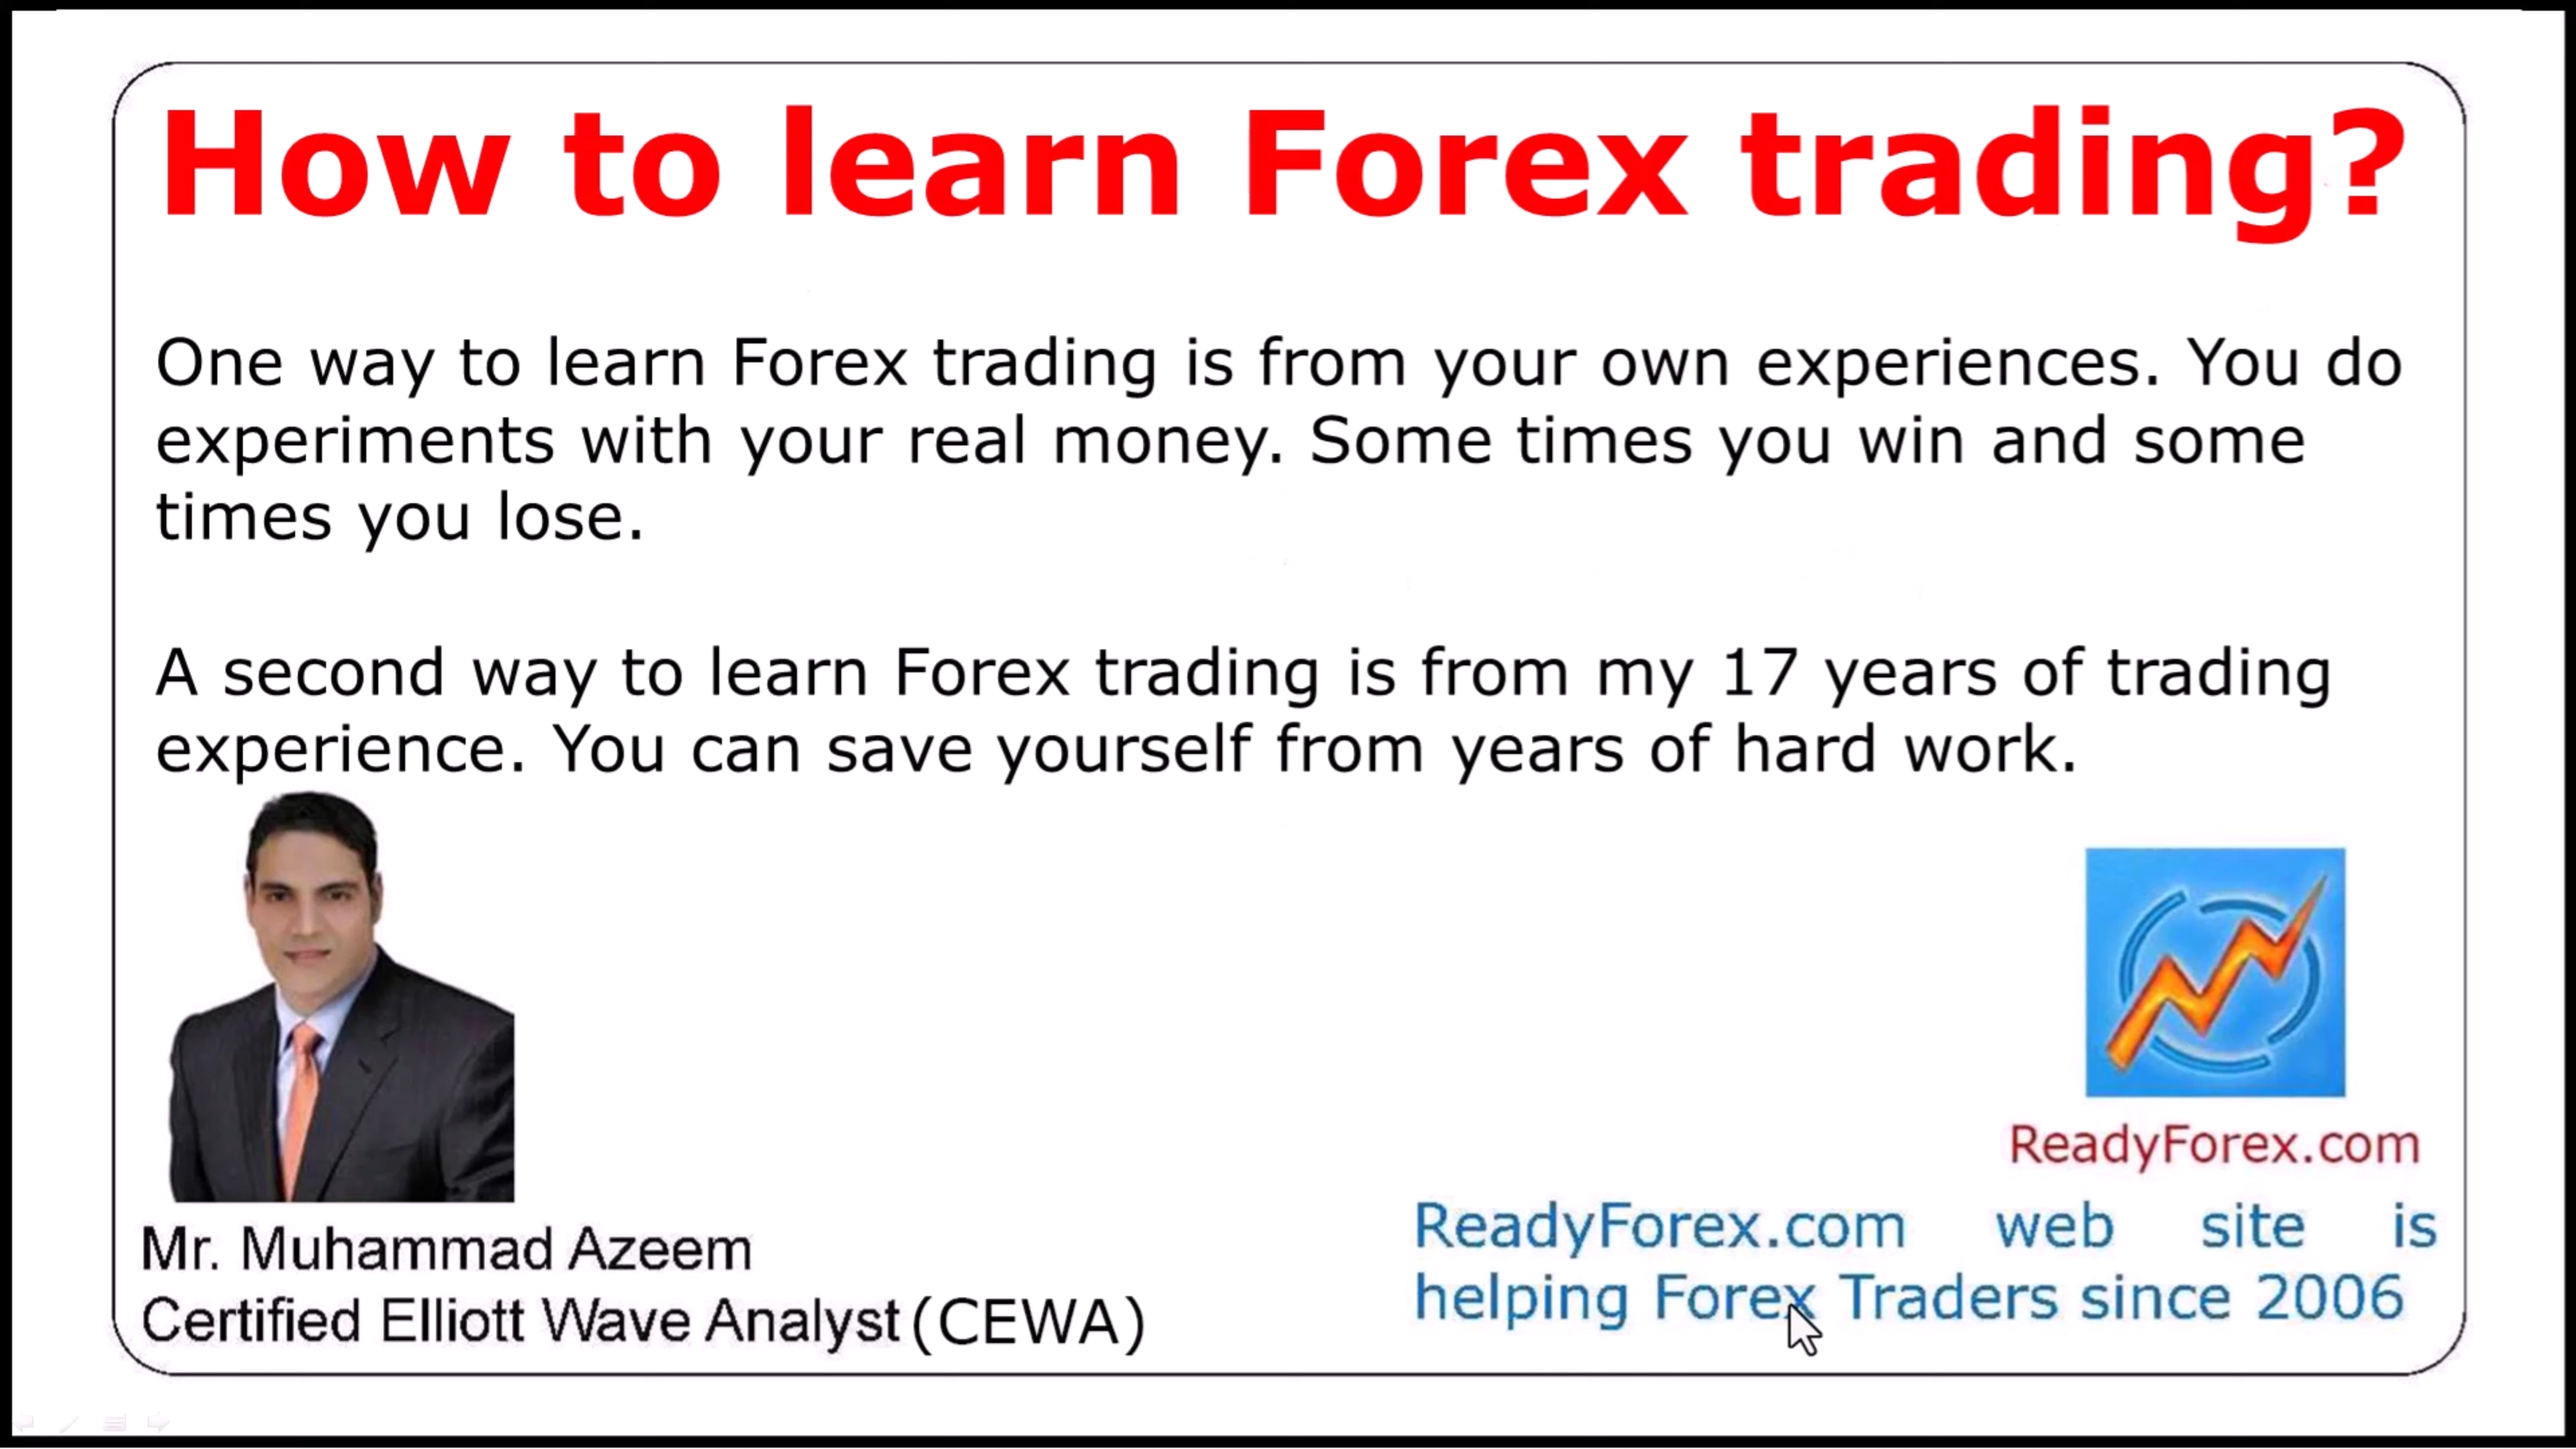 How to learn Forex trading?
One way to learn Forex trading is from your own experiences. You do
experiments with your real money. Some times you win and some
times you lose.
A second way to learn Forex trading is from my 17 years of trading
experience. You can save yourself from years of hard work.
ReadyForex.com
Mr. Muhammad Azeem
Certified Elliott Wave Analyst (CEWA)
ReadyForex.com web site is
helping Forex Traders since 2006